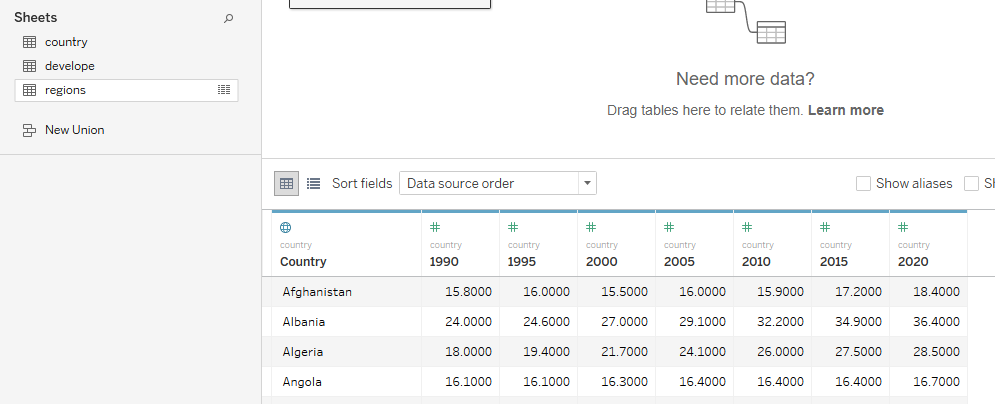 Sheets
country
develope
regions
New Union
Need more data?
Drag tables here to relate them. Learn more
Sort fields Data source order Show aliases
country country country country country country country country
Country 1990 1995 2000 2005 2010 2015 2020
Afghanistan 15.8000 16.0000 15.5000 16.0000 15.9000 17.2000 18.4000
Albania 24.0000 24.6000 27.0000 29.1000 32.2000 34.9000 36.4000
Algeria 18.0000 19.4000 21.7000 24.1000 26.0000 27.5000 28.5000
Angola 16.1000 16.1000 16.3000 16.4000 16.4000 16.4000 16.7000